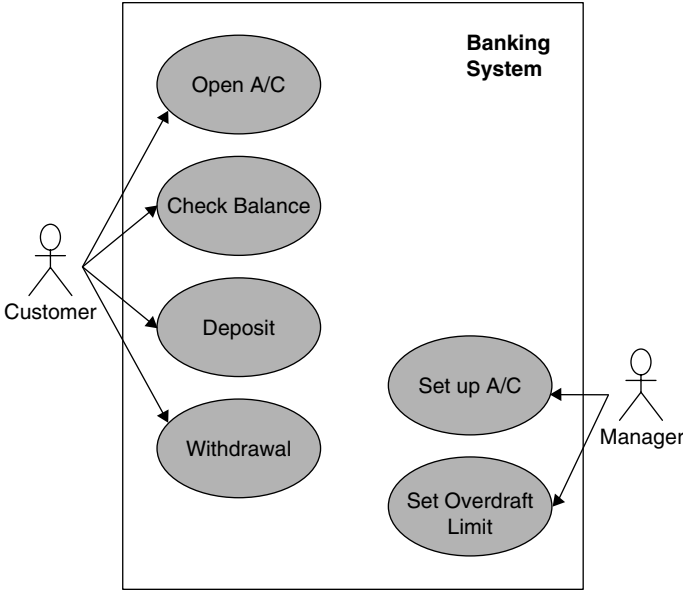 Banking
System
Open A/C
Check Balance
Customer
Deposit
Set up A/C
Manager
Withdrawal
Set Overdraft
Limit